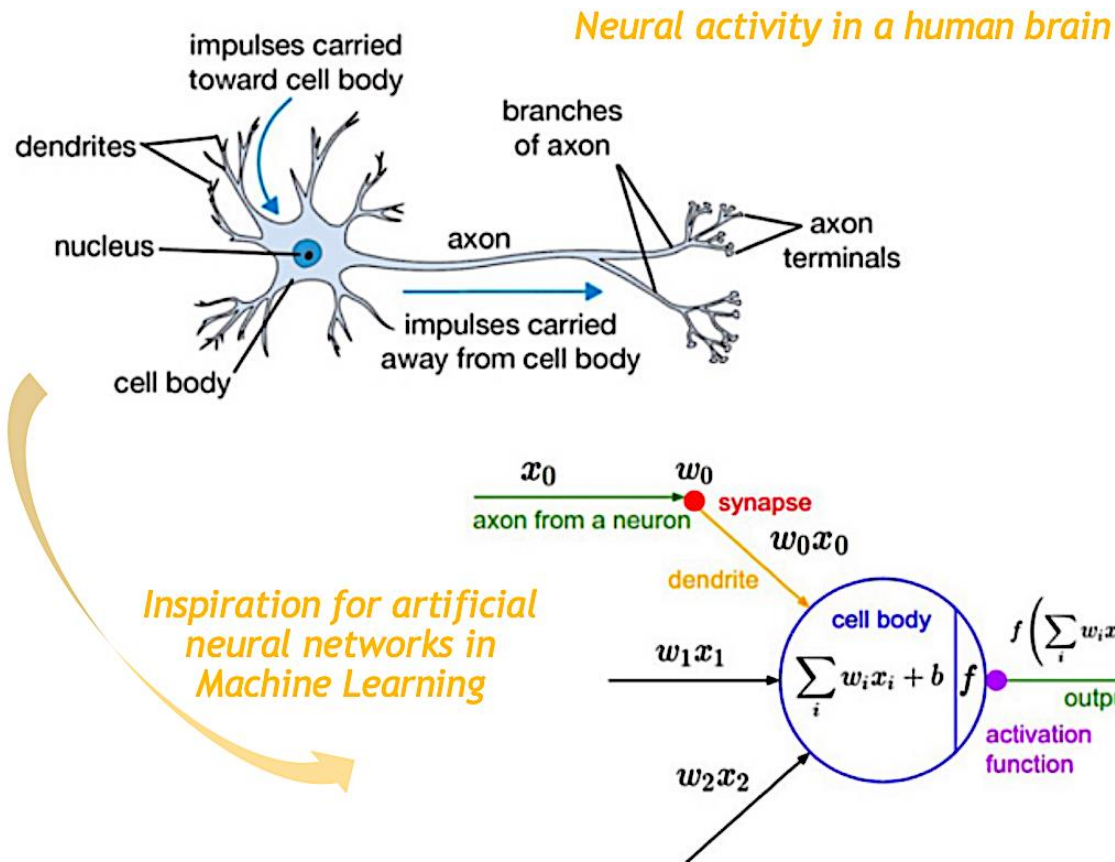 Neural activity in a human brain
impulses carried
toward cell body
branches
of axon
dendrites
axon
terminals
nucleus
axon
impulses carried
away from cell body
cell body
x₀
w₀
synapse
axon from a neuron
w₀x₀
dendrite
Inspiration for artificial
neural networks in
Machine Learning
cell body
w₁x₁
∑ᵢ wᵢxᵢ + b
f
f(∑ᵢ wᵢx
outpu
activation
function
w₂x₂